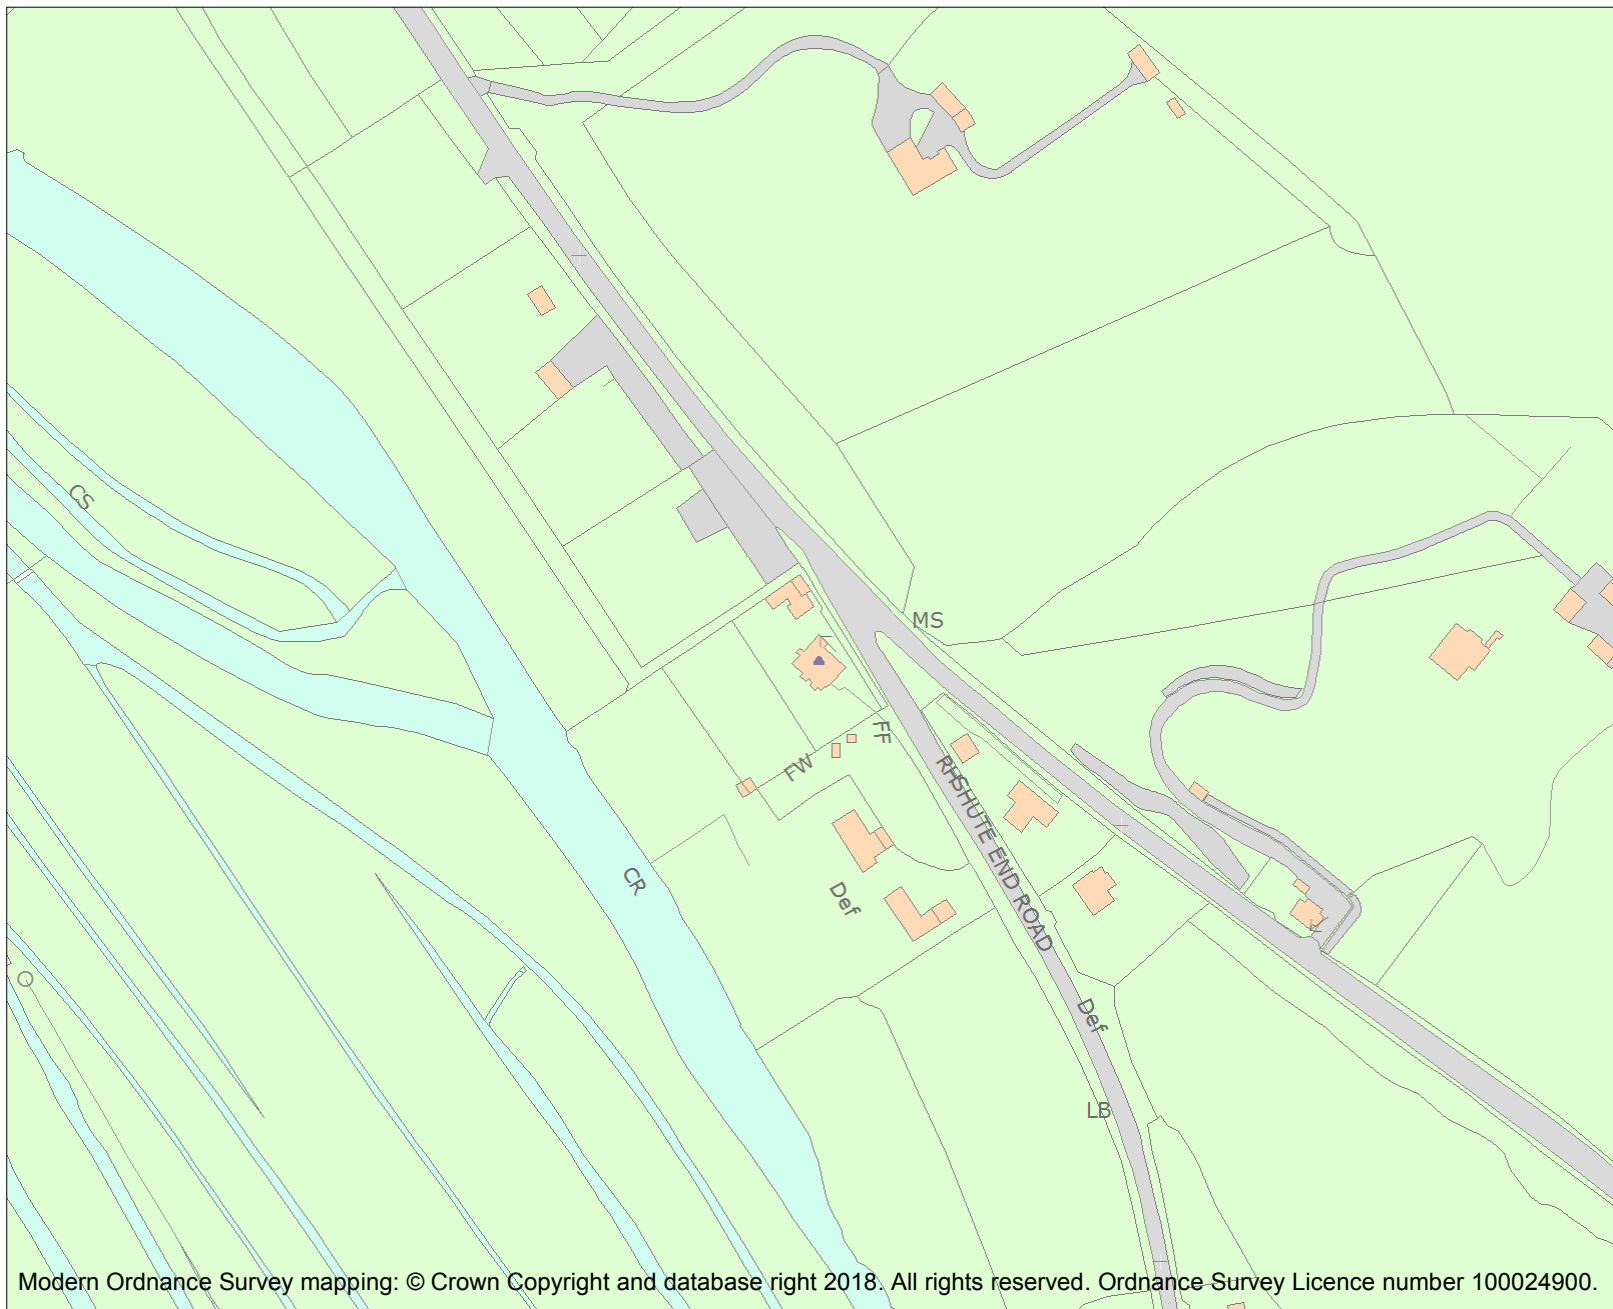 CS
MS
FF
FW
RH
SHUTE END ROAD
CR
Def
Def
LB
Modern Ordnance Survey mapping: © Crown Copyright and database right 2018. All rights reserved. Ordnance Survey Licence number 100024900.